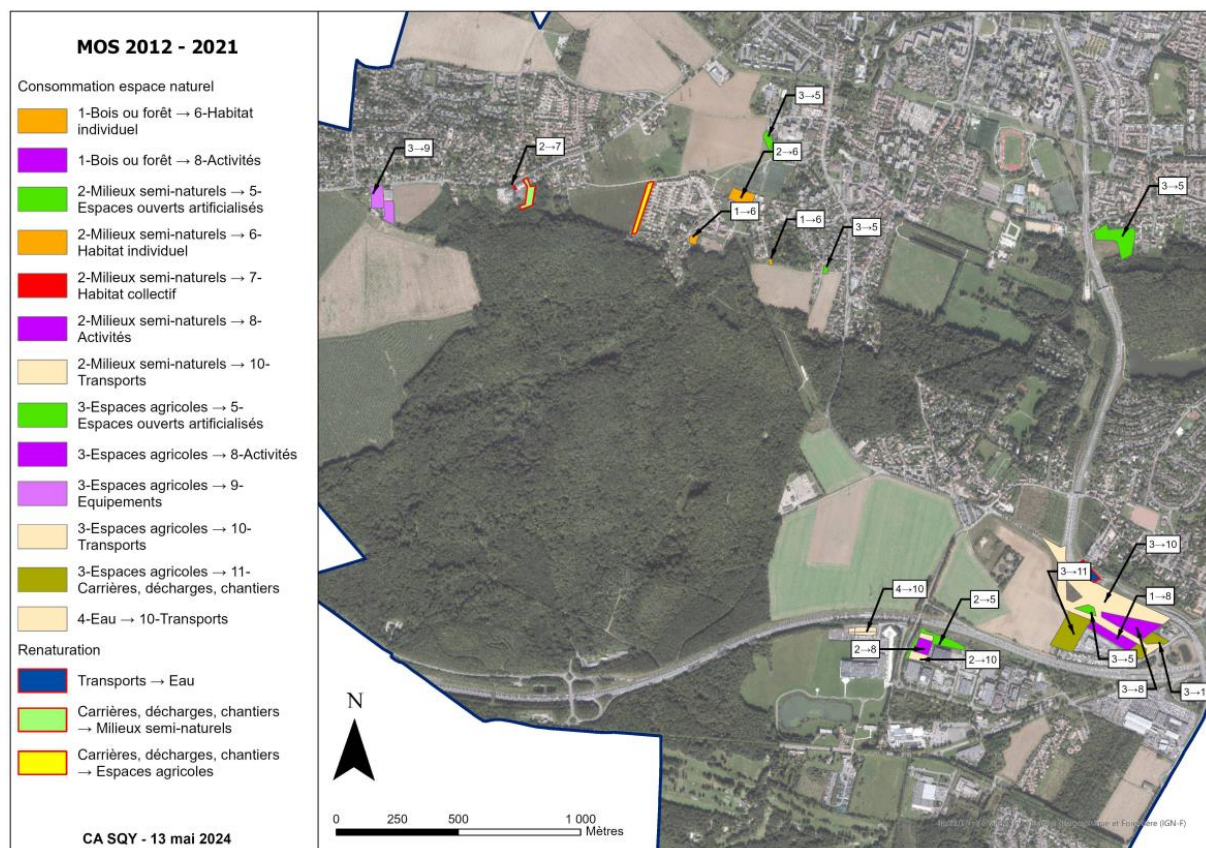 MOS 2012 - 2021
Consommation espace naturel
1-Bois ou forêt → 6-Habitat
individuel
1-Bois ou forêt → 8-Activités
2-Milieux semi-naturels → 5-
Espaces ouverts artificialisés
2-Milieux semi-naturels → 6-
Habitat individuel
2-Milieux semi-naturels → 7-
Habitat collectif
2-Milieux semi-naturels → 8-
Activités
2-Milieux semi-naturels → 10-
Transports
3-Espaces agricoles → 5-
Espaces ouverts artificialisés
3-Espaces agricoles → 8-Activités
3-Espaces agricoles → 9-
Equipements
3-Espaces agricoles → 10-
Transports
3-Espaces agricoles → 11-
Carrières, décharges, chantiers
4-Eau → 10-Transports
Renaturation
Transports → Eau
Carrières, décharges, chantiers
→ Milieux semi-naturels
Carrières, décharges, chantiers
→ Espaces agricoles
CA SQY - 13 mai 2024
3→5
3→9
2→7
2→6
3→5
1→6
1→6
3→5
3→10
3→11
1→8
4→10
2→5
2→8
2→10
3→5
3→8
3→1
N
0 250 500 1 000
Mètres
et Forestière (IGN-F)